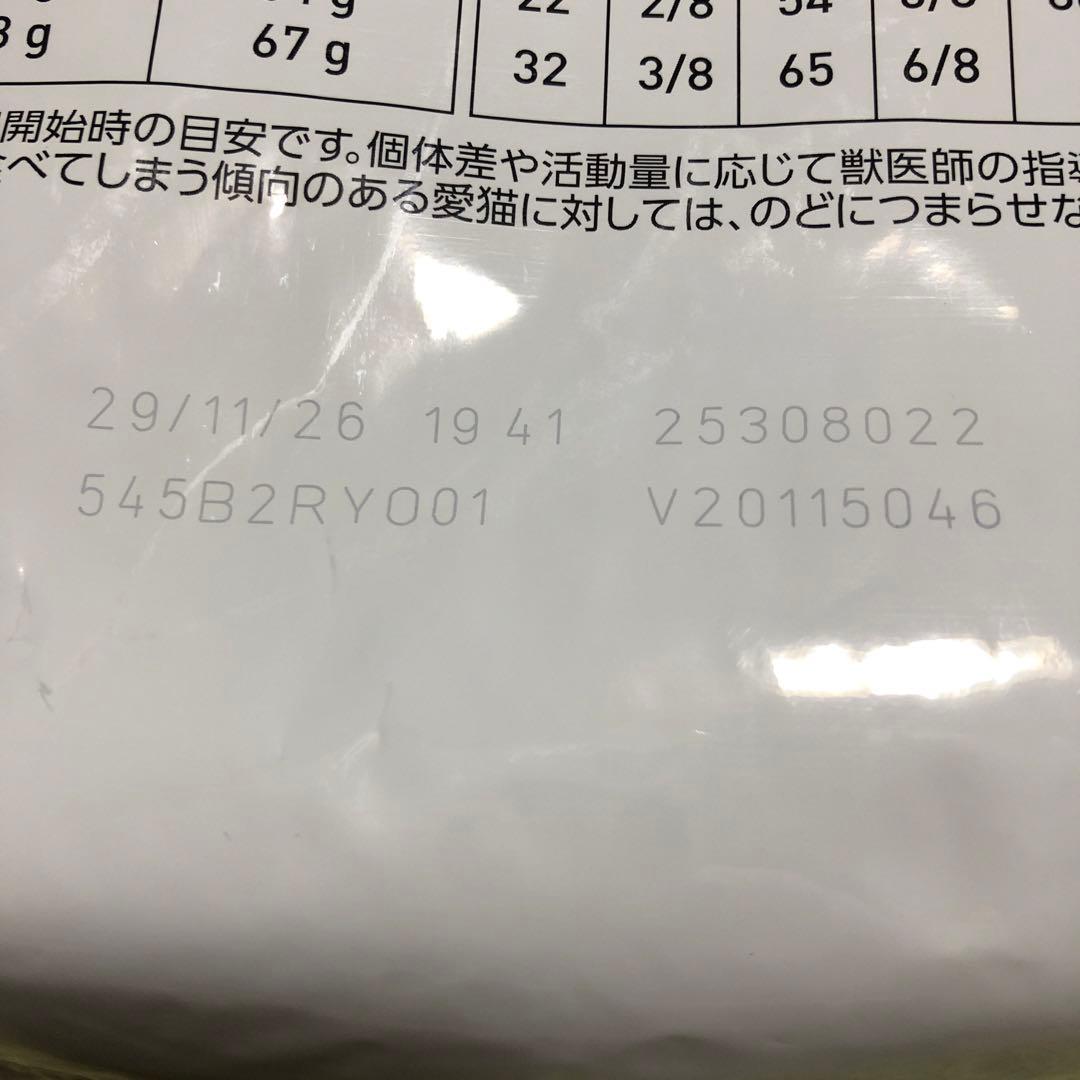 67 g
32 3/8 65 6/8
開始時の目安です。個体差や活動量に応じて獣医師の指
べてしまう傾向のある愛猫に対しては、のどにつまらせな
29/11/26 19 41 25308022
545B2RYO01 V20115046